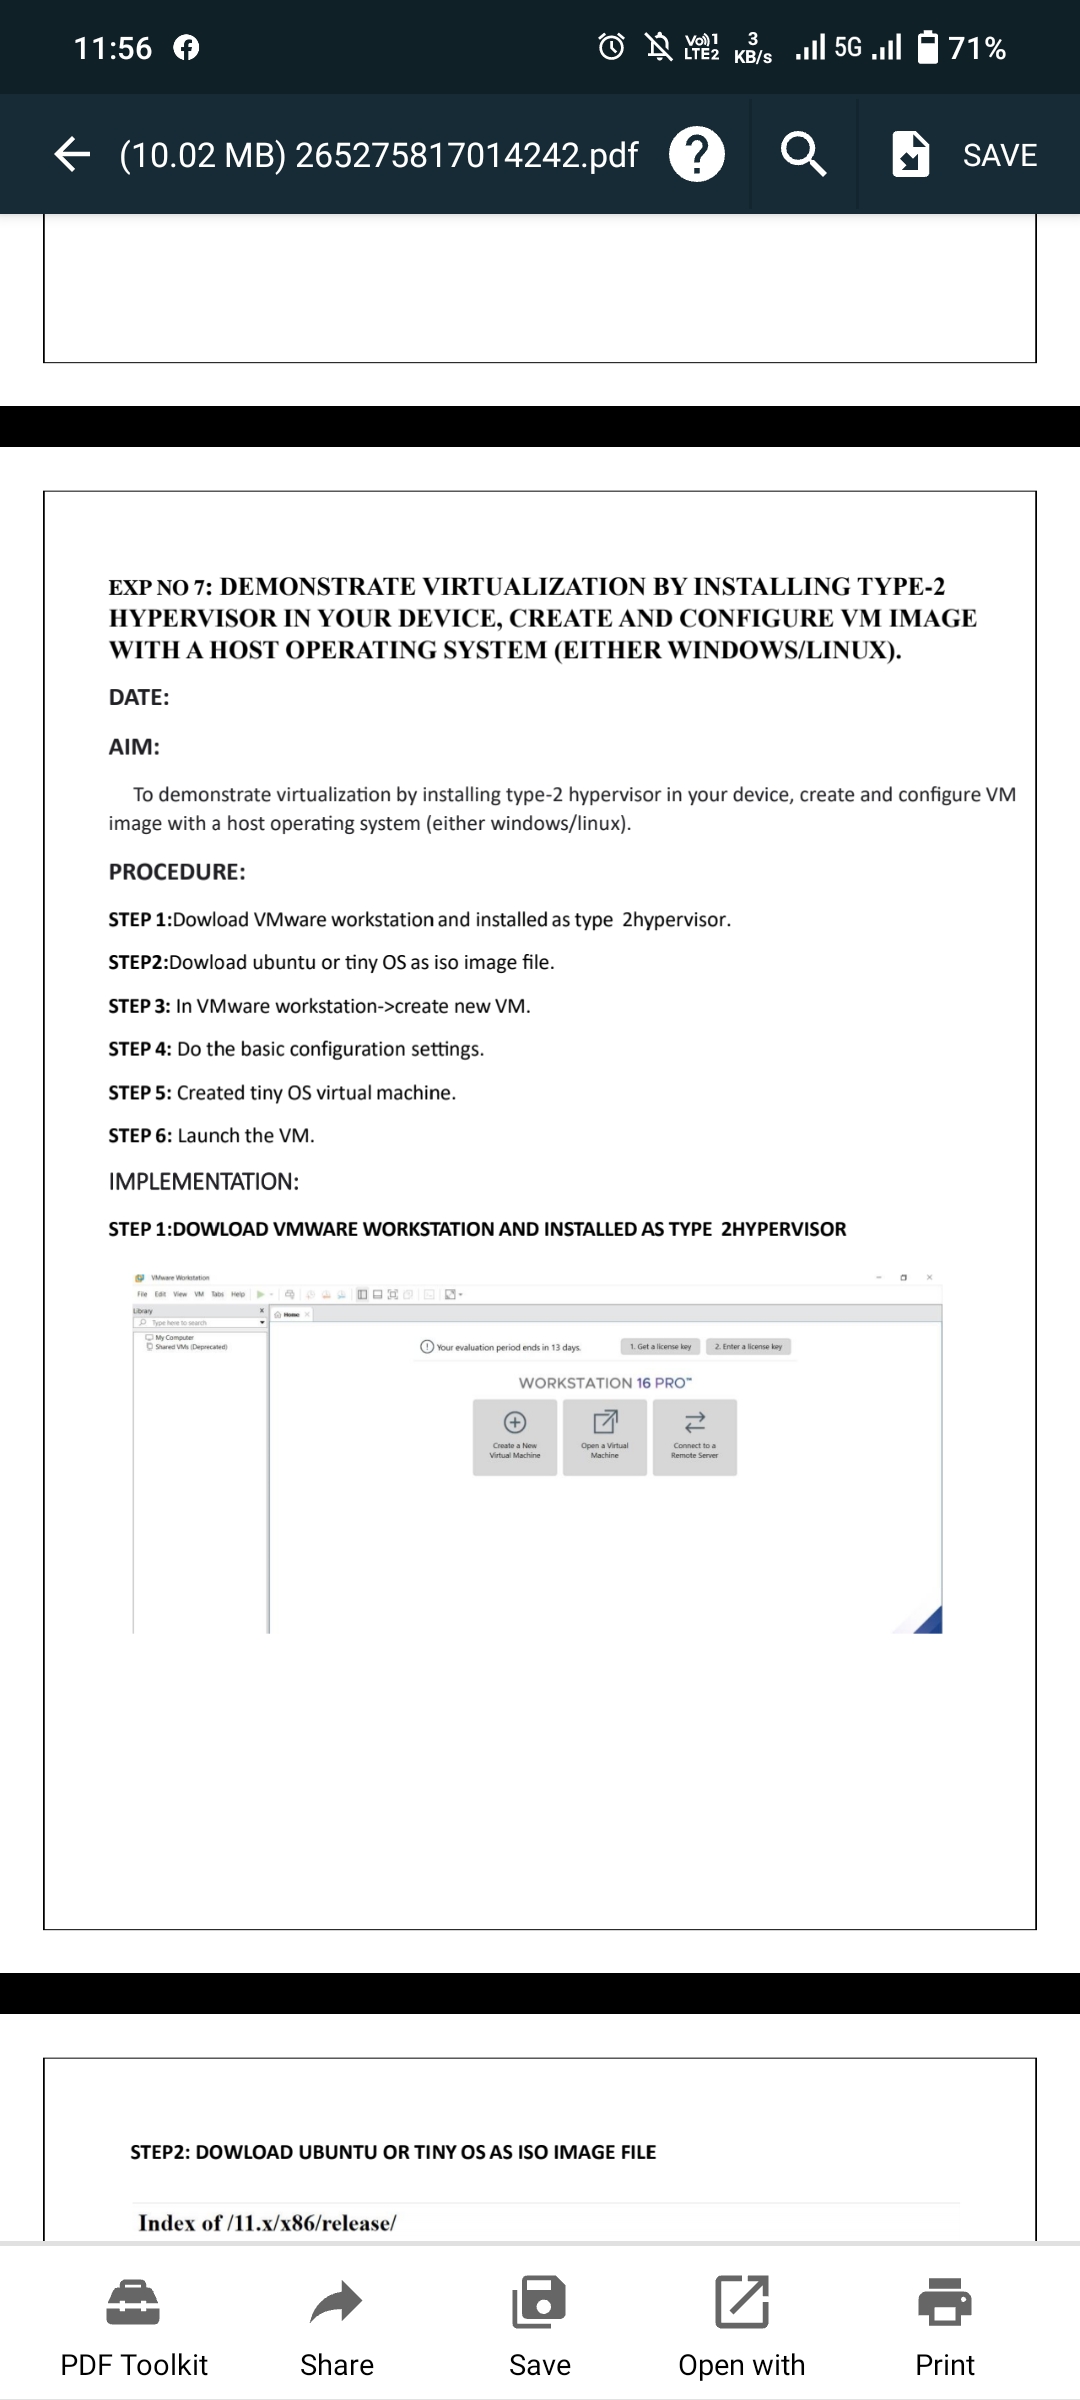 11:56
Vo))1 LTE2 3 KB/s 5G 71%
(10.02 MB) 265275817014242.pdf ? SAVE
EXP NO 7: DEMONSTRATE VIRTUALIZATION BY INSTALLING TYPE-2
HYPERVISOR IN YOUR DEVICE, CREATE AND CONFIGURE VM IMAGE
WITH A HOST OPERATING SYSTEM (EITHER WINDOWS/LINUX).
DATE:
AIM:
To demonstrate virtualization by installing type-2 hypervisor in your device, create and configure VM
image with a host operating system (either windows/linux).
PROCEDURE:
STEP 1:Dowload VMware workstation and installed as type 2hypervisor.
STEP2:Dowload ubuntu or tiny OS as iso image file.
STEP 3: In VMware workstation->create new VM.
STEP 4: Do the basic configuration settings.
STEP 5: Created tiny OS virtual machine.
STEP 6: Launch the VM.
IMPLEMENTATION:
STEP 1:DOWLOAD VMWARE WORKSTATION AND INSTALLED AS TYPE 2HYPERVISOR
VMware Workstation
File Edit View VM Tabs Help
Library
Home
Type here to search
My Computer
Shared VMs (Deprecated)
Your evaluation period ends in 13 days. 1. Get a license key 2. Enter a license key
WORKSTATION 16 PRO™
Create a New
Virtual Machine
Open a Virtual
Machine
Connect to a
Remote Server
STEP2: DOWLOAD UBUNTU OR TINY OS AS ISO IMAGE FILE
Index of /11.x/x86/release/
PDF Toolkit Share Save Open with Print